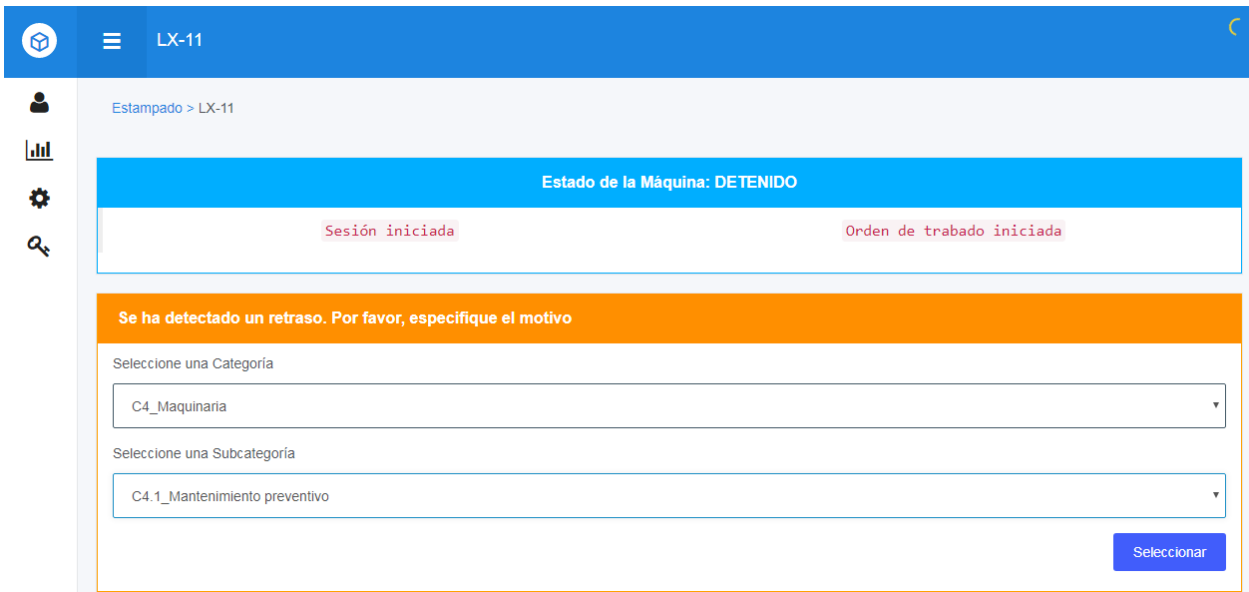 LX-11
Estampado > LX-11
Estado de la Máquina: DETENIDO
Sesión iniciada
Orden de trabado iniciada
Se ha detectado un retraso. Por favor, especifique el motivo
Seleccione una Categoría
C4_Maquinaria
Seleccione una Subcategoría
C4.1_Mantenimiento preventivo
Seleccionar